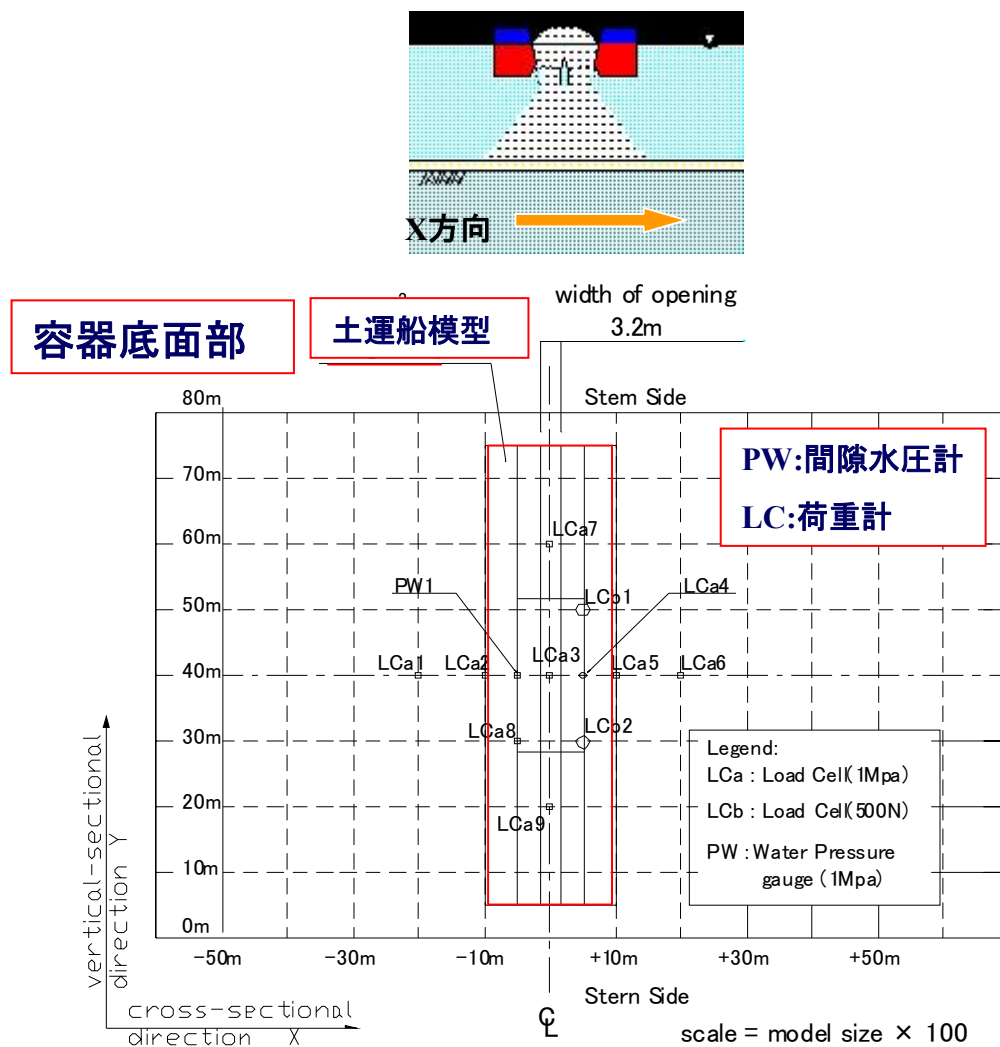 X方向
width of opening
3.2m
容器底面部
土運船模型
80m
Stem Side
PW:間隙水圧計
LC:荷重計
70m
LCa7
60m
PW1
LCb1
LCa4
50m
LCa1
LCa2
LCa3
LCa5
LCa6
40m
LCa8
LCb2
30m
Legend:
LCa : Load Cell(1Mpa)
LCb : Load Cell(500N)
PW : Water Pressure
gauge (1Mpa)
20m
LCa9
10m
0m
-50m
-30m
-10m
+10m
+30m
+50m
Stern Side
vertical-sectional
direction Y
cross-sectional
direction X
℄
scale = model size × 100